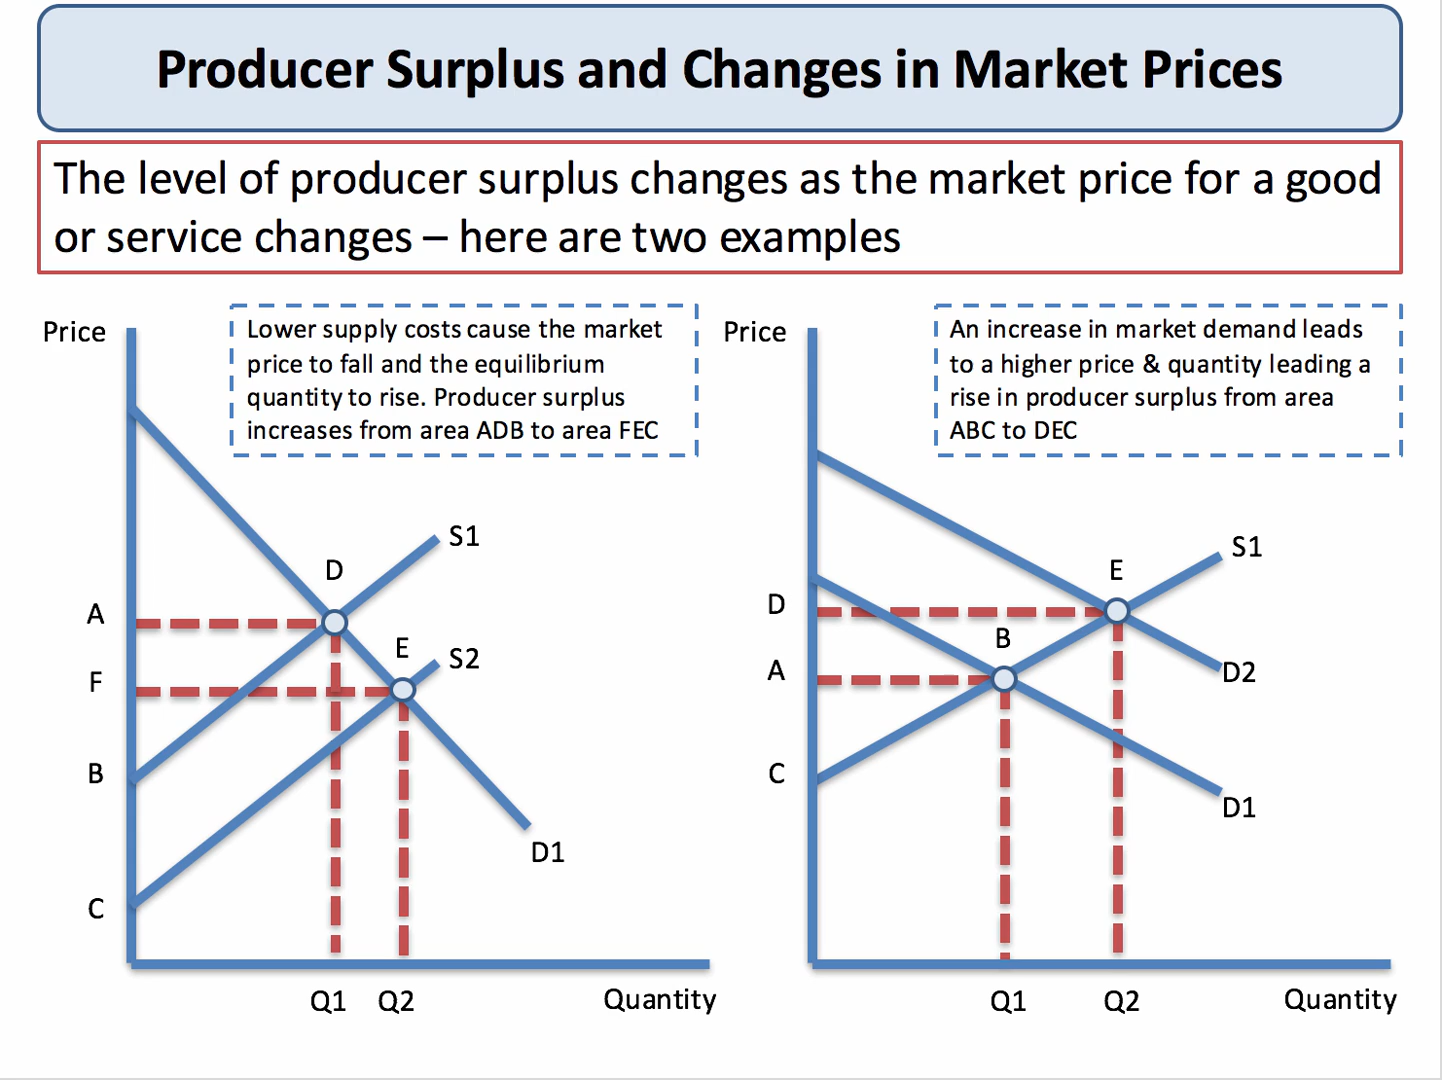 Producer Surplus and Changes in Market Prices
The level of producer surplus changes as the market price for a good
or service changes – here are two examples
Price
Lower supply costs cause the market
price to fall and the equilibrium
quantity to rise. Producer surplus
increases from area ADB to area FEC
S1
D
A
E
S2
F
B
D1
C
Q1
Q2
Quantity
Price
An increase in market demand leads
to a higher price & quantity leading a
rise in producer surplus from area
ABC to DEC
S1
E
D
B
A
D2
C
D1
Q1
Q2
Quantity